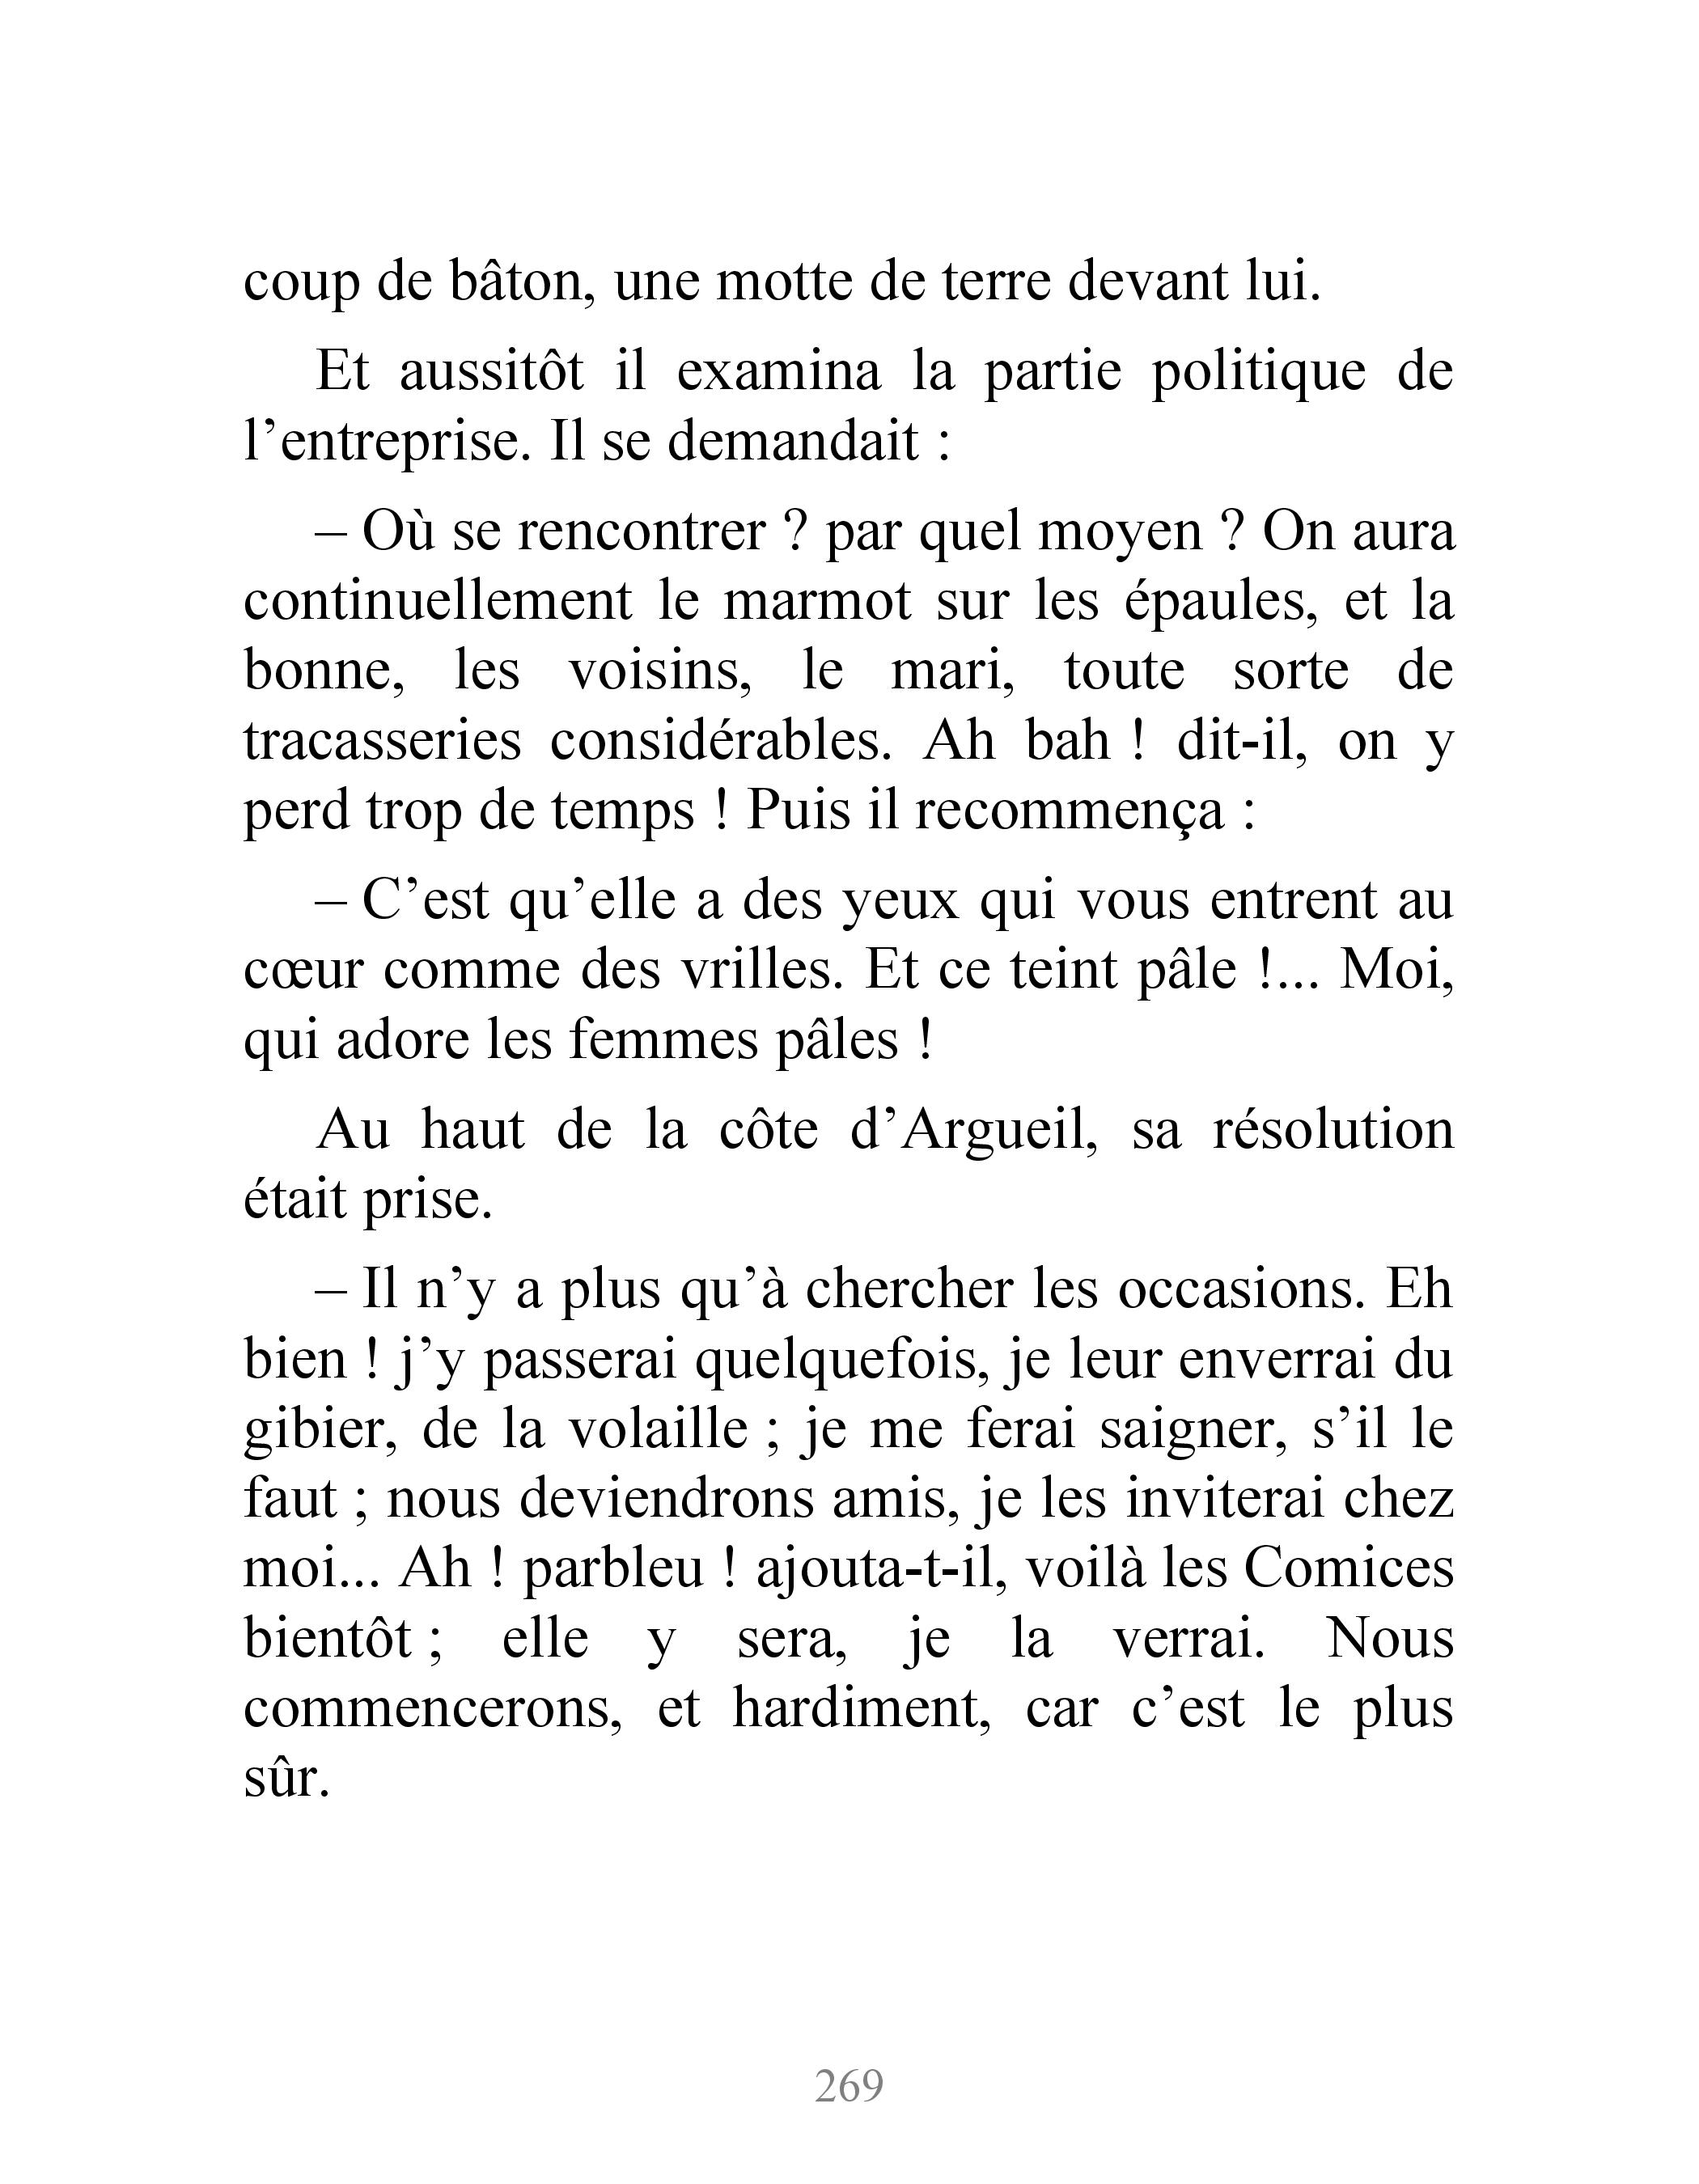 coup de bâton, une motte de terre devant lui.
Et aussitôt il examina la partie politique de
l’entreprise. Il se demandait :
– Où se rencontrer ? par quel moyen ? On aura
continuellement le marmot sur les épaules, et la
bonne, les voisins, le mari, toute sorte de
tracasseries considérables. Ah bah ! dit-il, on y
perd trop de temps ! Puis il recommença :
– C’est qu’elle a des yeux qui vous entrent au
cœur comme des vrilles. Et ce teint pâle !... Moi,
qui adore les femmes pâles !
Au haut de la côte d’Argueil, sa résolution
était prise.
– Il n’y a plus qu’à chercher les occasions. Eh
bien ! j’y passerai quelquefois, je leur enverrai du
gibier, de la volaille ; je me ferai saigner, s’il le
faut ; nous deviendrons amis, je les inviterai chez
moi... Ah ! parbleu ! ajouta-t-il, voilà les Comices
bientôt ; elle y sera, je la verrai. Nous
commencerons, et hardiment, car c’est le plus
sûr.
269